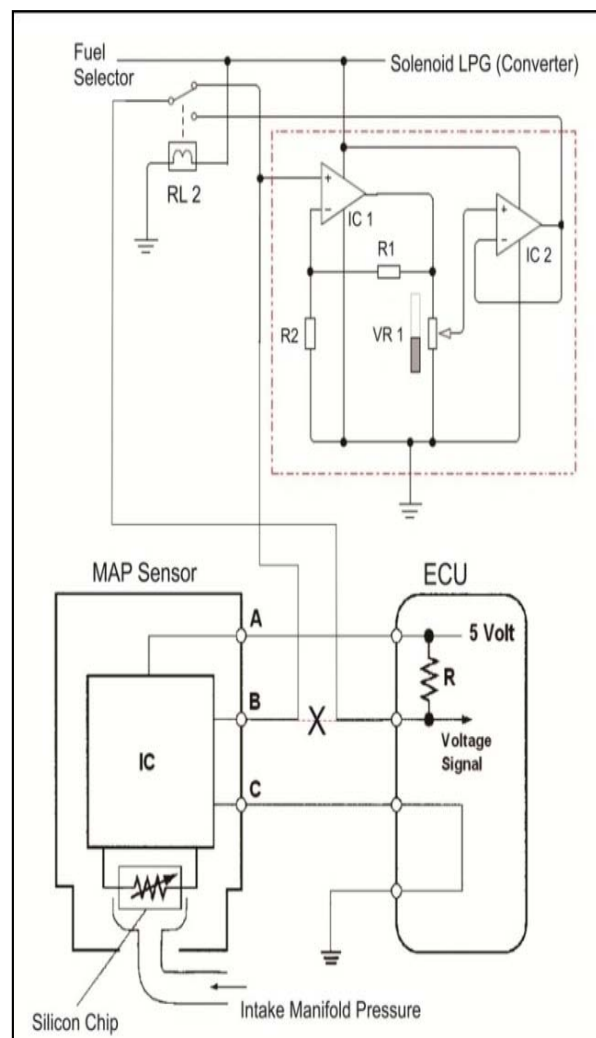 Fuel
Selector
Solenoid LPG (Converter)
RL 2
IC 1
IC 2
R1
R2
VR 1
MAP Sensor
ECU
A
5 Volt
R
B
X
Voltage
Signal
IC
C
Intake Manifold Pressure
Silicon Chip